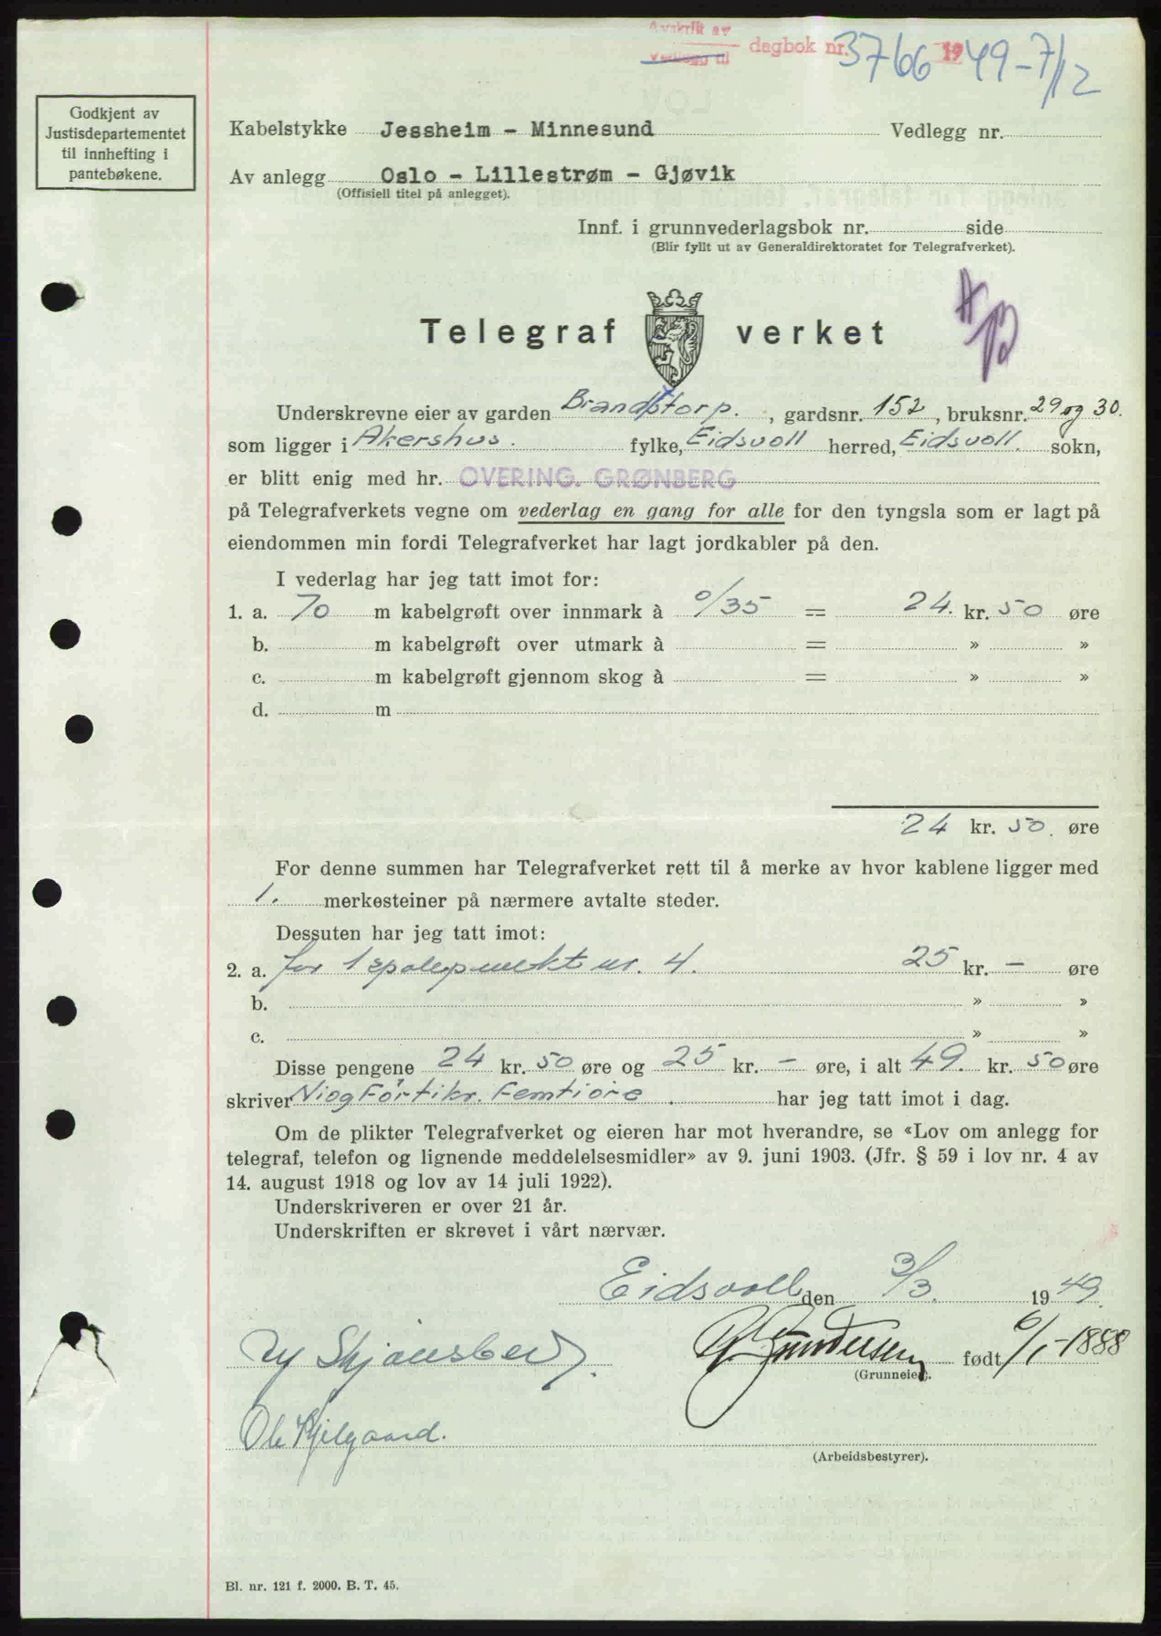 Avskrift av
Vedlegg til dagbok nr. 3766 1949-7/12
Godkjent av
Justisdepartementet
til innhefting i
pantebøkene.
Kabelstykke Jessheim - Minnesund Vedlegg nr.
Av anlegg Oslo - Lillestrøm - Gjøvik
(Offisiell titel på anlegget).
Innf. i grunnvederlagsbok nr. side
(Blir fyllt ut av Generaldirektoratet for Telegrafverket).
Telegraf verket
Underskrevne eier av garden Brandstorp. , gardsnr. 152 , bruksnr. 29 og 30.
som ligger i Akershus. fylke, Eidsvoll herred, Eidsvoll. sokn,
er blitt enig med hr. OVERING. GRØNBERG
på Telegrafverkets vegne om vederlag en gang for alle for den tyngsla som er lagt på
eiendommen min fordi Telegrafverket har lagt jordkabler på den.
I vederlag har jeg tatt imot for:
1. a. 70 m kabelgrøft over innmark à 0/35 = 24. kr. 50 øre
b. m kabelgrøft over utmark à = » »
c. m kabelgrøft gjennom skog à = » »
d. m
24 kr. 50. øre
For denne summen har Telegrafverket rett til å merke av hvor kablene ligger med
1. merkesteiner på nærmere avtalte steder.
Dessuten har jeg tatt imot:
2. a. for 1 nr. 4. 25 kr. - øre
b. » »
c. » »
Disse pengene 24 kr. 50 øre og 25 kr. - øre, i alt 49. kr. 50 øre
skriver Niog Førtikr. Femtiøre . har jeg tatt imot i dag.
Om de plikter Telegrafverket og eieren har mot hverandre, se «Lov om anlegg for
telegraf, telefon og lignende meddelelsesmidler» av 9. juni 1903. (Jfr. § 59 i lov nr. 4 av
14. august 1918 og lov av 14 juli 1922).
Underskriveren er over 21 år.
Underskriften er skrevet i vårt nærvær.
Eidsvoll den 3/3. 1949.
Gundersen født 6/1-1888
(Grunneier).
Ole Kjelgaard.
(Arbeidsbestyrer).
Bl. nr. 121 f. 2000. B. T. 45.